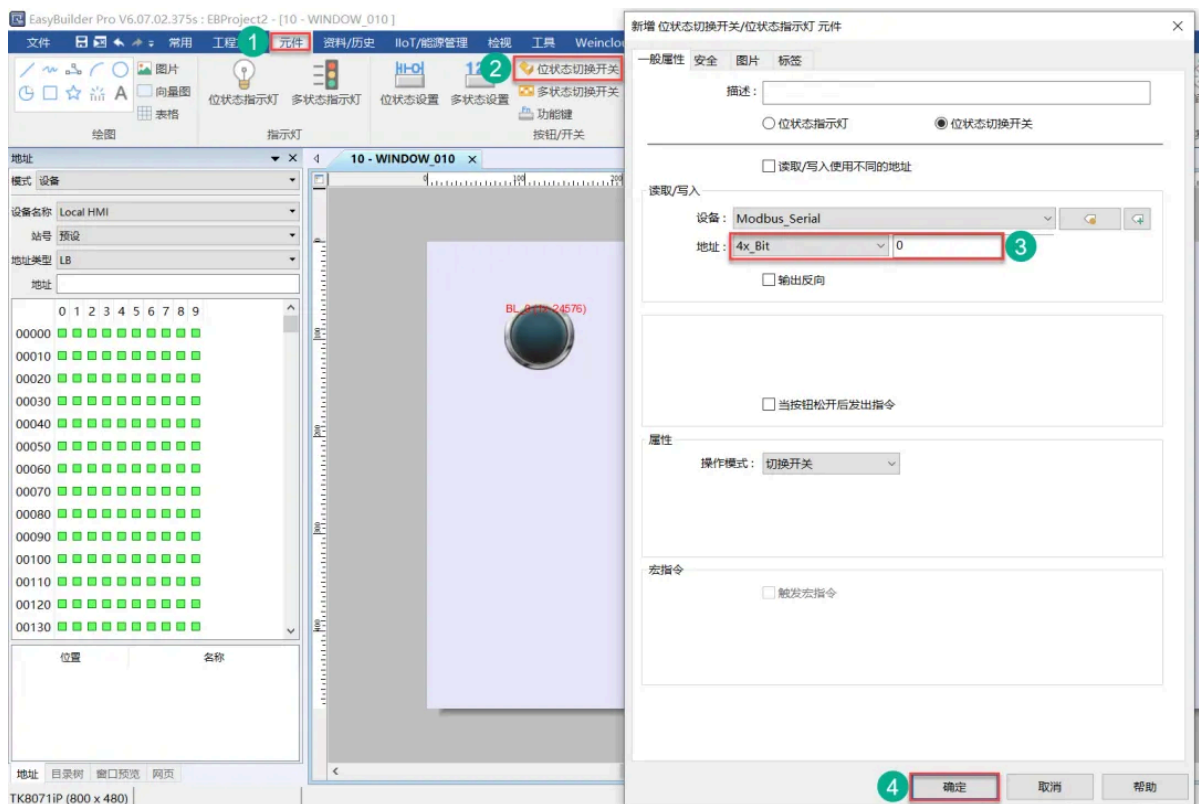 EasyBuilder Pro V6.07.02.375s : EBProject2 - [10 - WINDOW_010 ]
文件 常用 工程 1 元件 资料/历史 IIoT/能源管理 检视 工具 Weinclou
图片
向量图
表格
绘图
位状态指示灯 多状态指示灯
指示灯
位状态设置 多状态设置
2 位状态切换开关
多状态切换开关
功能键
按钮/开关
地址
模式 设备
设备名称 Local HMI
站号 预设
地址类型 LB
地址
0 1 2 3 4 5 6 7 8 9
00000
00010
00020
00030
00040
00050
00060
00070
00080
00090
00100
00110
00120
00130
位置 名称
地址 目录树 窗口预览 网页
TK8071iP (800 x 480)
10 - WINDOW_010
0 100 200
新增 位状态切换开关/位状态指示灯 元件
一般属性 安全 图片 标签
描述 :
位状态指示灯 位状态切换开关
读取/写入使用不同的地址
读取/写入
设备 : Modbus_Serial
地址 : 4x_Bit 0 3
输出反向
当按钮松开后发出指令
属性
操作模式 : 切换开关
宏指令
触发宏指令
4 确定 取消 帮助